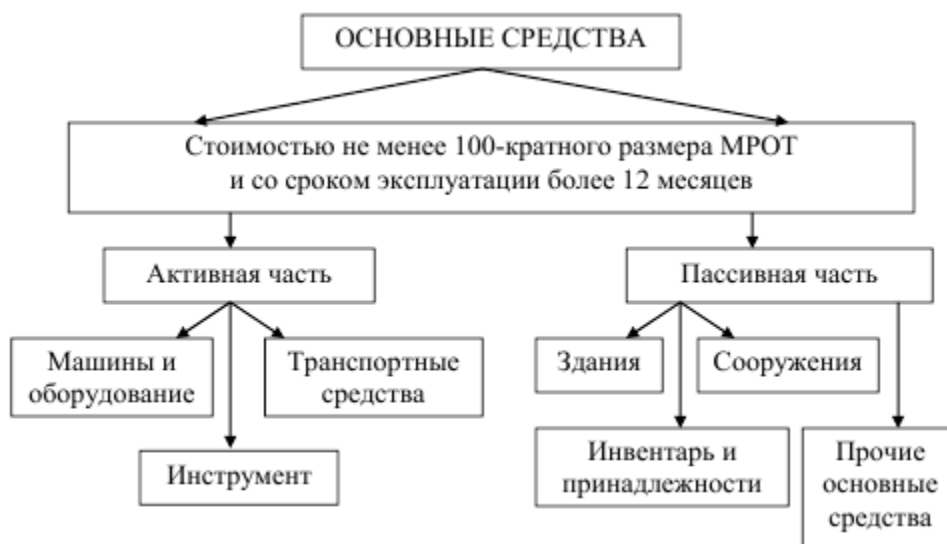 ОСНОВНЫЕ СРЕДСТВА
Стоимостью не менее 100-кратного размера МРОТ
и со сроком эксплуатации более 12 месяцев
Активная часть
Пассивная часть
Машины и
оборудование
Транспортные
средства
Инструмент
Здания
Сооружения
Инвентарь и
принадлежности
Прочие
основные
средства